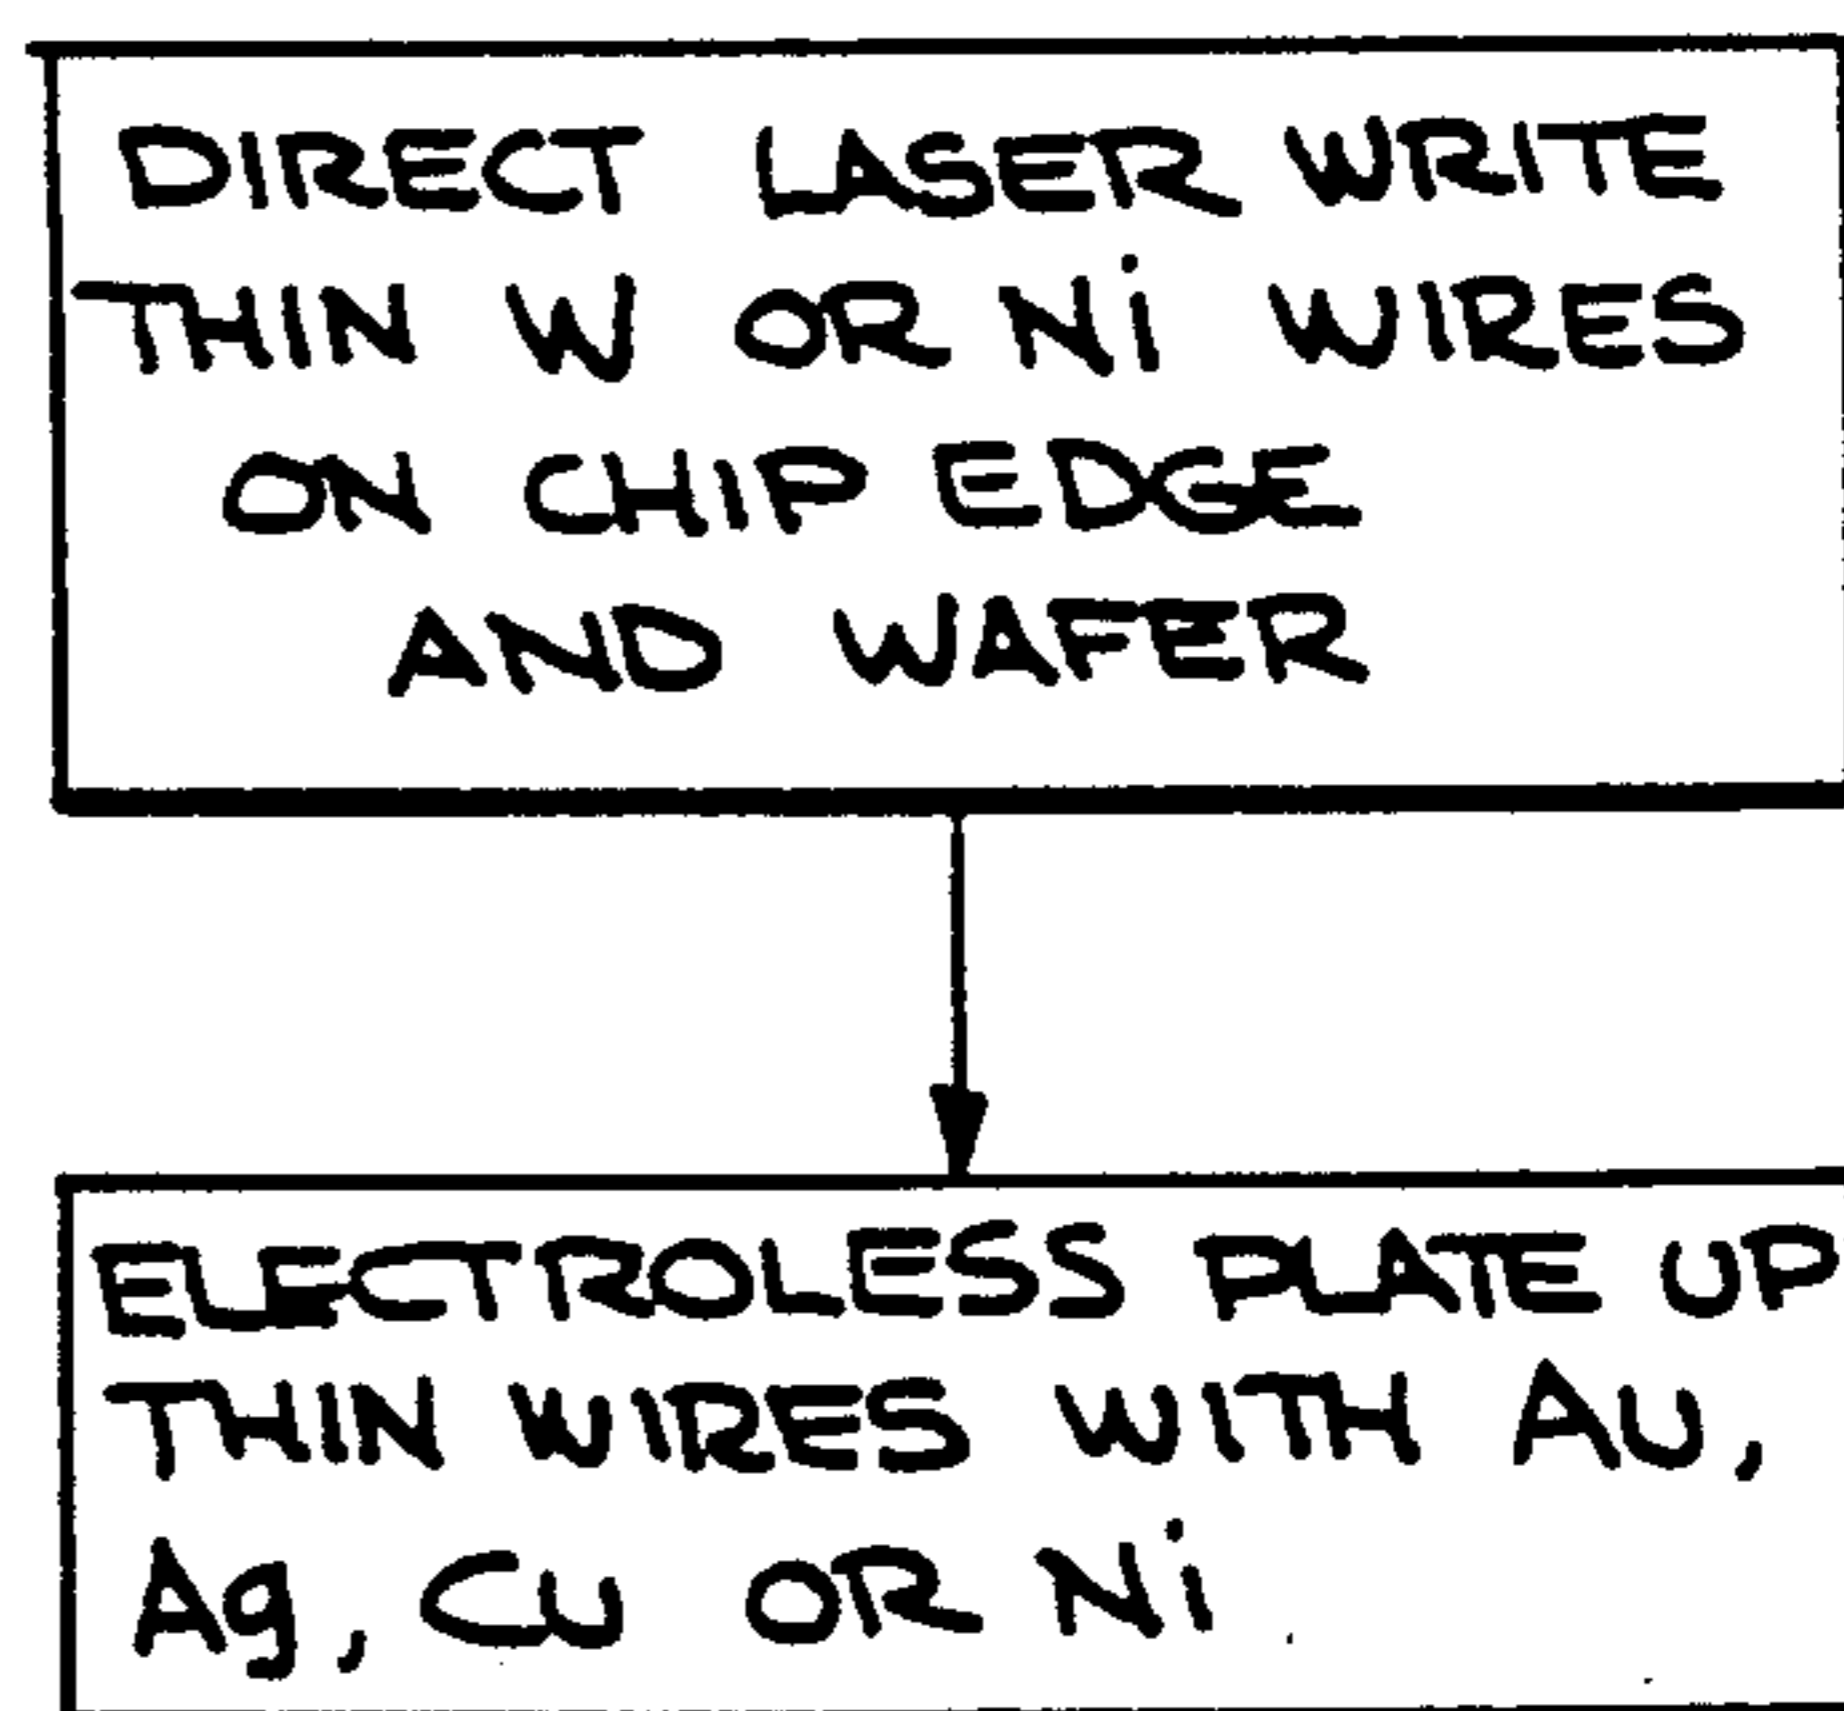 DIRECT LASER WRITE
THIN W OR Ni WIRES
ON CHIP EDGE
AND WAFER
ELECTROLESS PLATE UP
THIN WIRES WITH AU,
Ag, Cu OR Ni